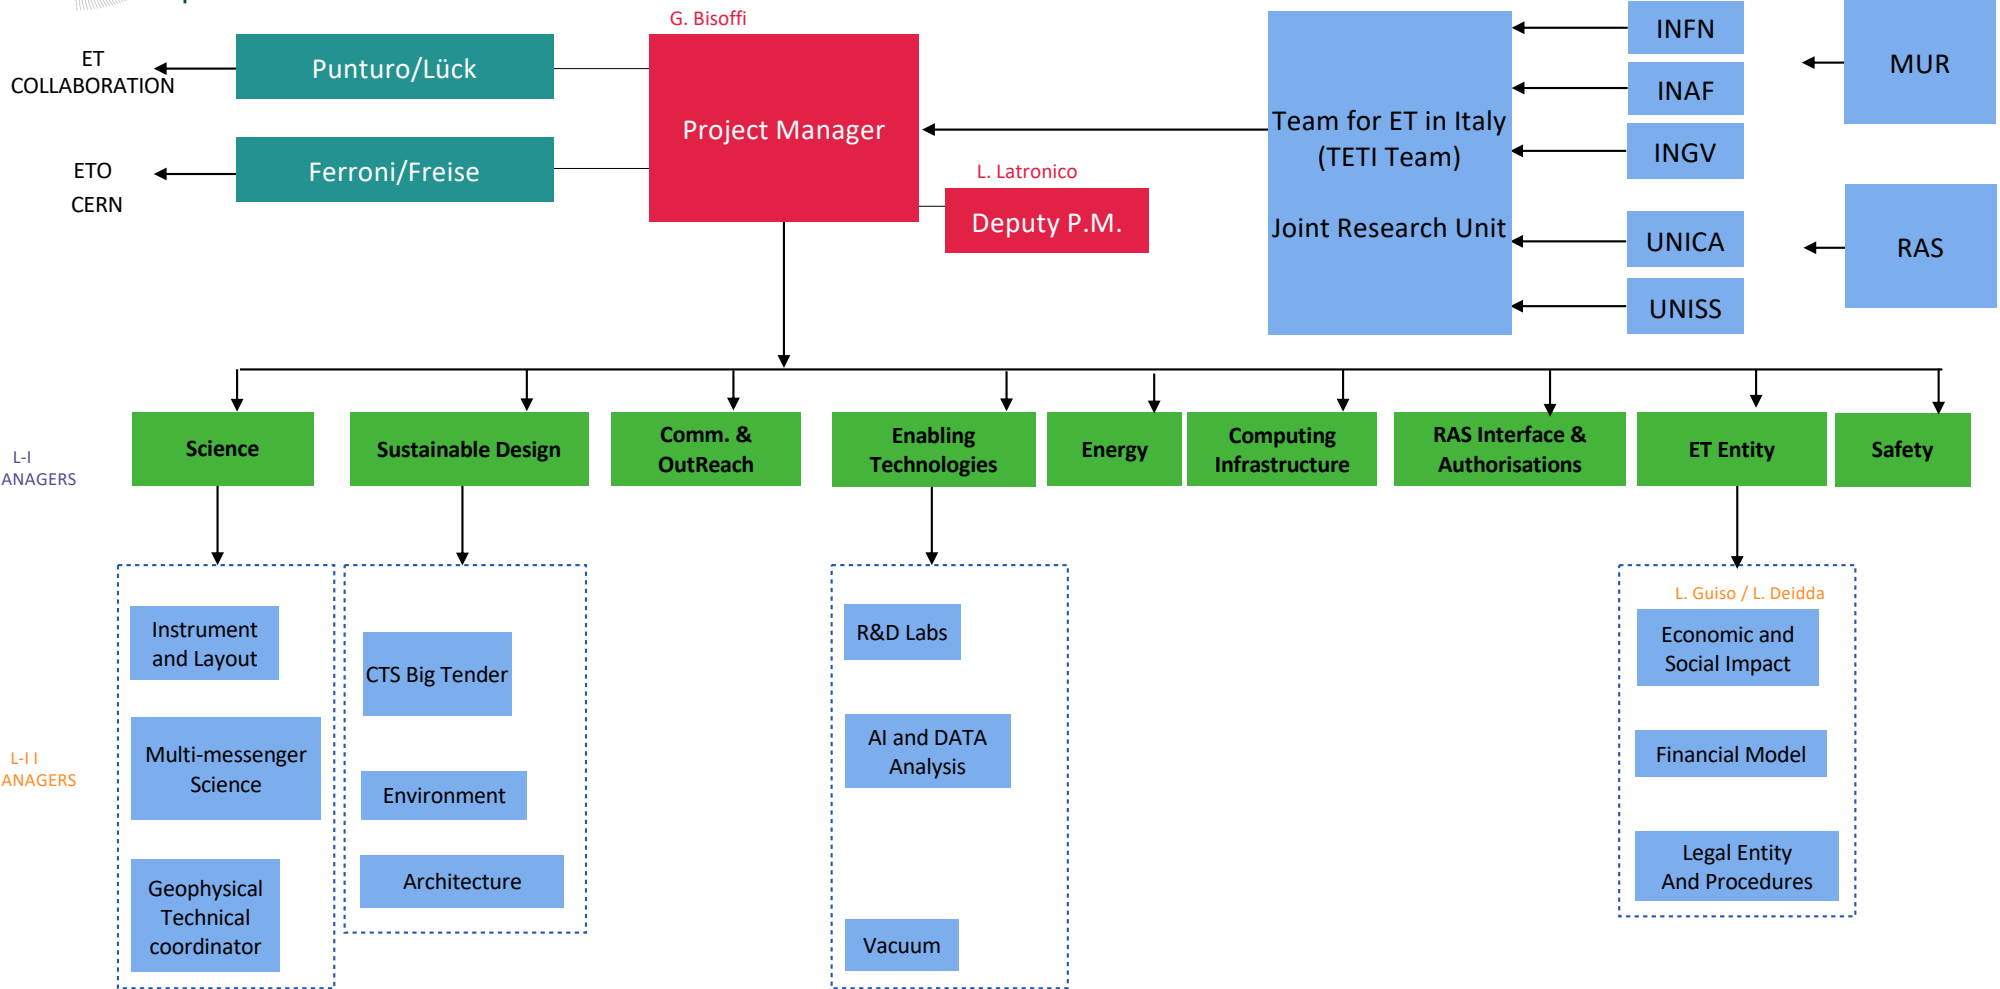 G. Bisoffi
ET
COLLABORATION
Punturo/Lück
Project Manager
Ferroni/Freise
ETO
CERN
L. Latronico
Deputy P.M.
Team for ET in Italy
(TETI Team)
Joint Research Unit
INFN
INAF
INGV
UNICA
UNISS
MUR
RAS
L-I
ANAGERS
Science
Sustainable Design
Comm. &
OutReach
Enabling
Technologies
Energy
Computing
Infrastructure
RAS Interface &
Authorisations
ET Entity
Safety
L-I I
ANAGERS
Instrument
and Layout
Multi-messenger
Science
Geophysical
Technical
coordinator
CTS Big Tender
Environment
Architecture
R&D Labs
AI and DATA
Analysis
Vacuum
L. Guiso / L. Deidda
Economic and
Social Impact
Financial Model
Legal Entity
And Procedures